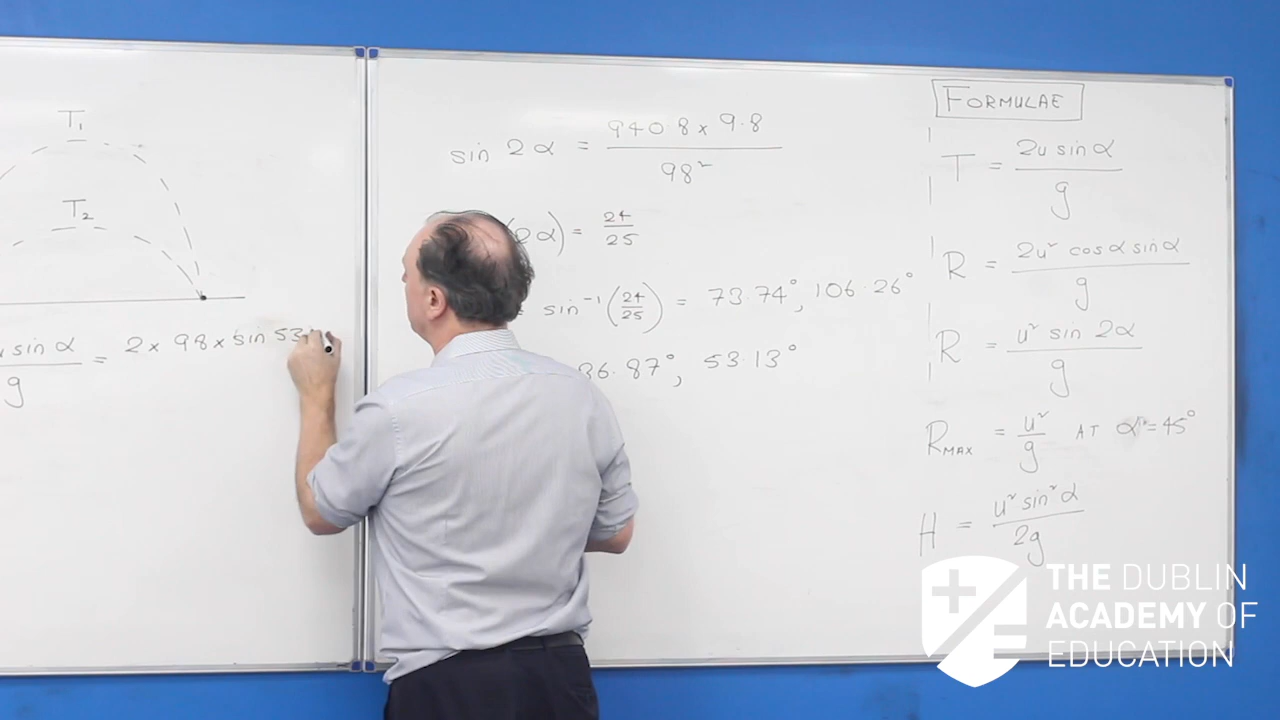 T₁
T₂
u sin α / g = 2 × 98 × sin 53
sin 2α = 940.8 × 9.8 / 98²
(2α) = 24/25
sin⁻¹(24/25) = 73.74°, 106.26°
36.87°, 53.13°
FORMULAE
T = 2u sin α / g
R = 2u² cos α sin α / g
R = u² sin 2α / g
R MAX = u² / g AT α = 45°
H = u² sin² α / 2g
THE DUBLIN
ACADEMY OF
EDUCATION